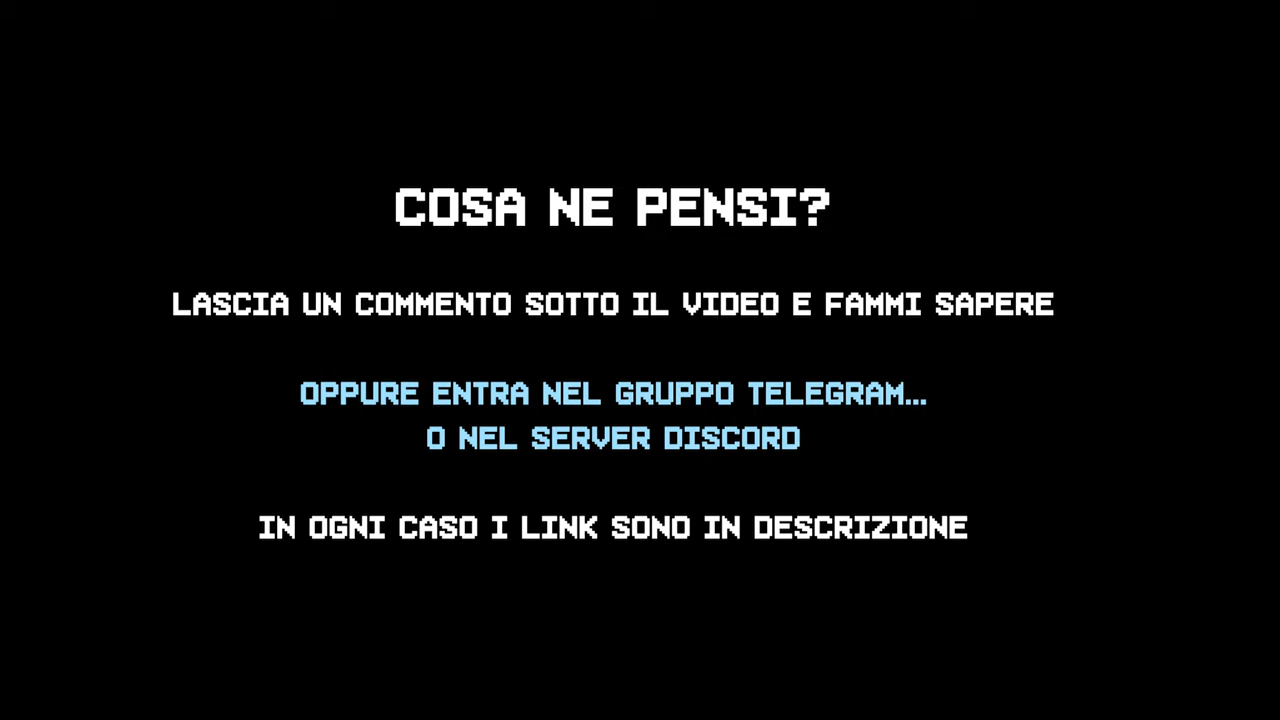 COSA NE PENSI?
LASCIA UN COMMENTO SOTTO IL VIDEO E FAMMI SAPERE
OPPURE ENTRA NEL GRUPPO TELEGRAM...
O NEL SERVER DISCORD
IN OGNI CASO I LINK SONO IN DESCRIZIONE